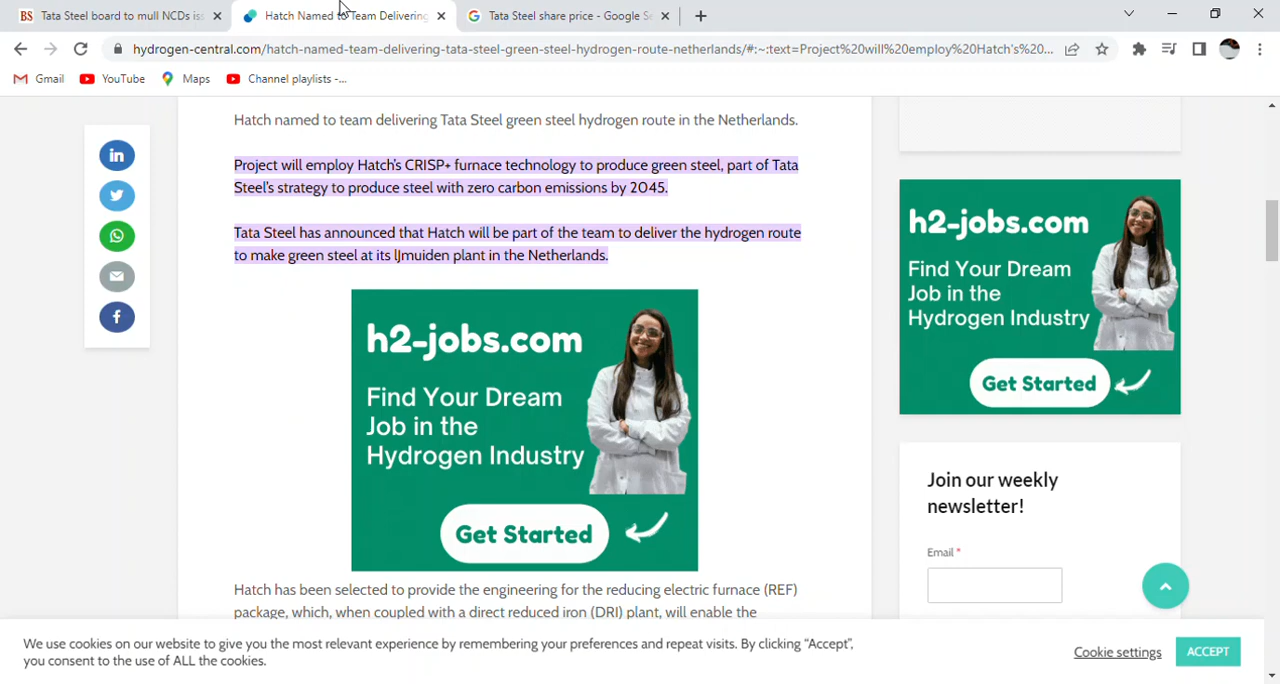 BS Tata Steel board to mull NCDs iss
Hatch Named to Team Delivering
Tata Steel share price - Google Se
hydrogen-central.com/hatch-named-team-delivering-tata-steel-green-steel-hydrogen-route-netherlands/#:~:text=Project%20will%20employ%20Hatch's%20...
Gmail
YouTube
Maps
Channel playlists -...
Hatch named to team delivering Tata Steel green steel hydrogen route in the Netherlands.
Project will employ Hatch's CRISP+ furnace technology to produce green steel, part of Tata
Steel's strategy to produce steel with zero carbon emissions by 2045.
Tata Steel has announced that Hatch will be part of the team to deliver the hydrogen route
to make green steel at its IJmuiden plant in the Netherlands.
h2-jobs.com
Find Your Dream
Job in the
Hydrogen Industry
Get Started
Hatch has been selected to provide the engineering for the reducing electric furnace (REF)
package, which, when coupled with a direct reduced iron (DRI) plant, will enable the
h2-jobs.com
Find Your Dream
Job in the
Hydrogen Industry
Get Started
Join our weekly
newsletter!
Email *
We use cookies on our website to give you the most relevant experience by remembering your preferences and repeat visits. By clicking “Accept”,
you consent to the use of ALL the cookies.
Cookie settings
ACCEPT